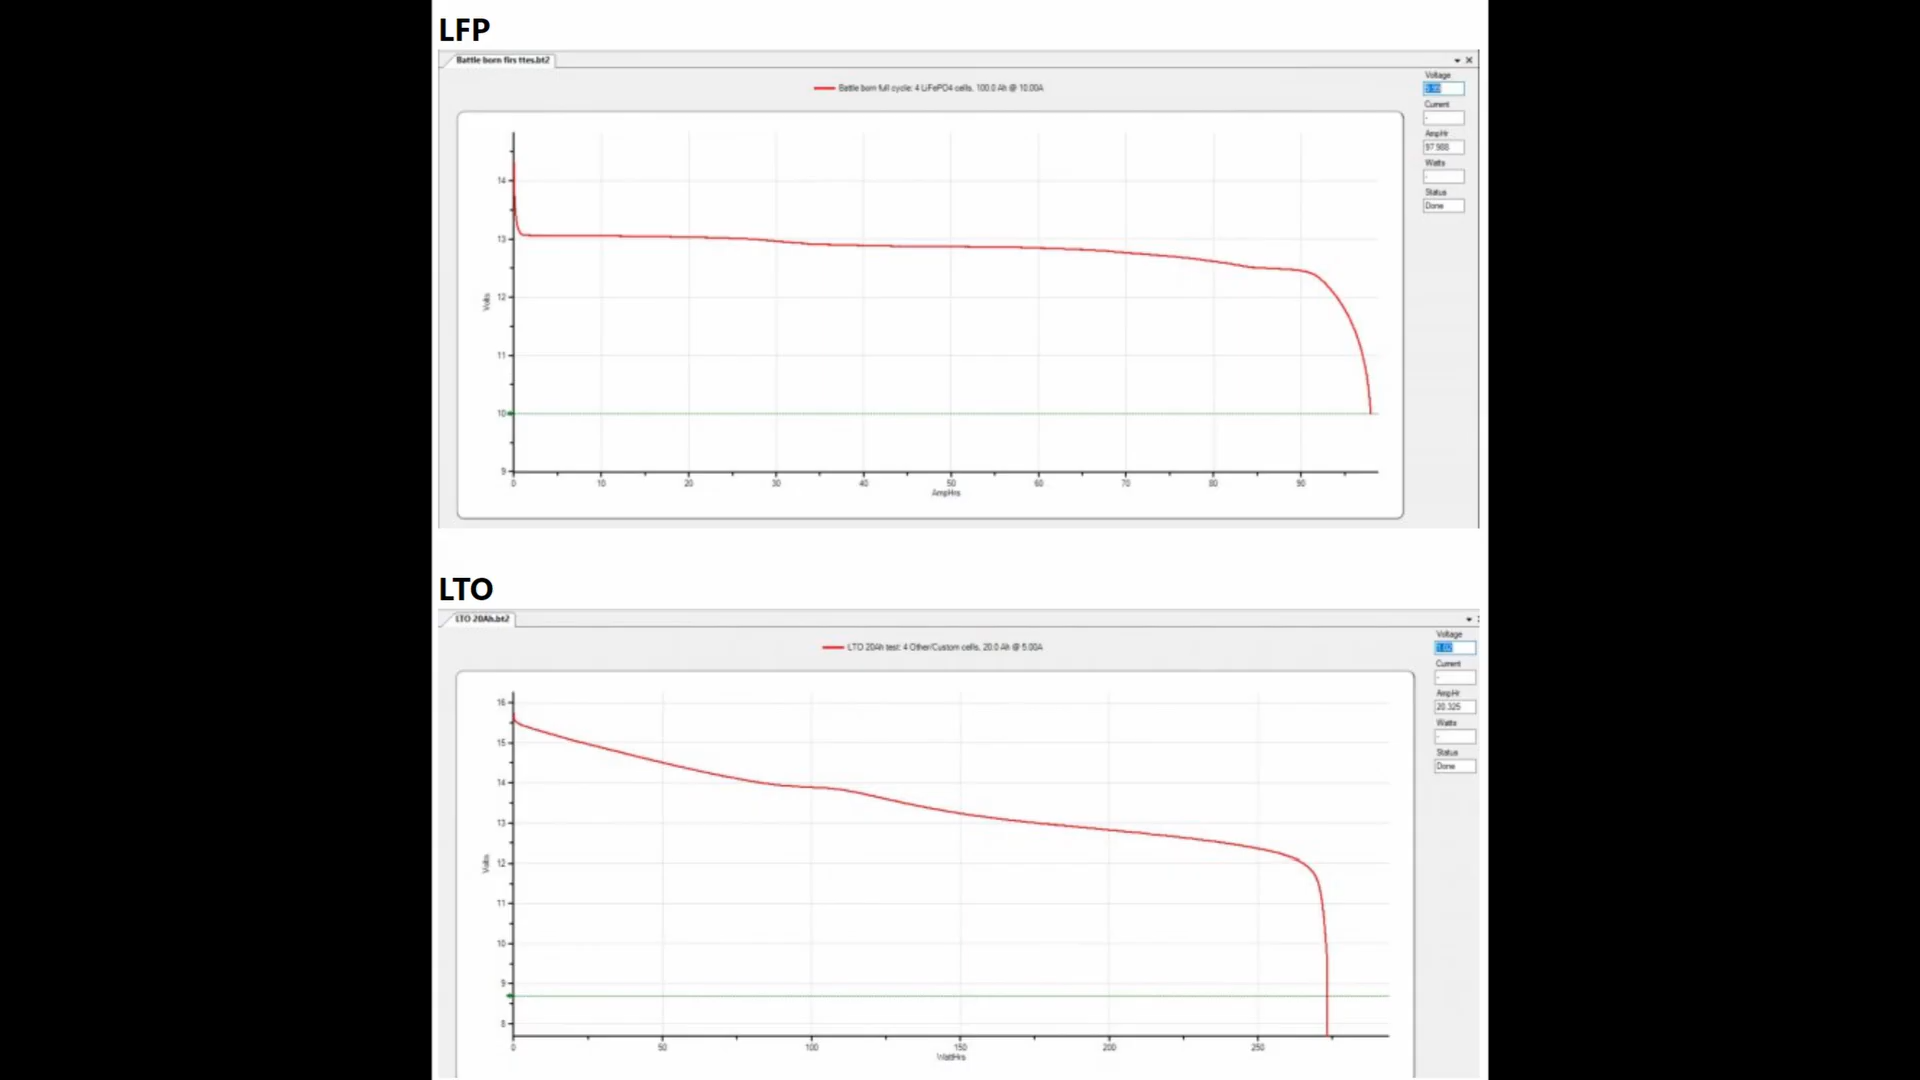 LFP
Battle born firs ttes.bt2
Battle born full cycle: 4 LiFePO4 cells, 100.0 Ah @ 10.00A
Voltage
9.99
Current
-
AmpHr
97.988
Watts
-
Status
Done
14
13
12
11
10
9
Volts
0 10 20 30 40 50 60 70 80 90
AmpHrs
LTO
LTO 20Ah.bt2
LTO 20Ah test: 4 Other/Custom cells, 20.0 Ah @ 5.00A
Voltage
Current
-
AmpHr
20.325
Watts
-
Status
Done
16
15
14
13
12
11
10
9
8
Volts
0 50 100 150 200 250
WattHrs